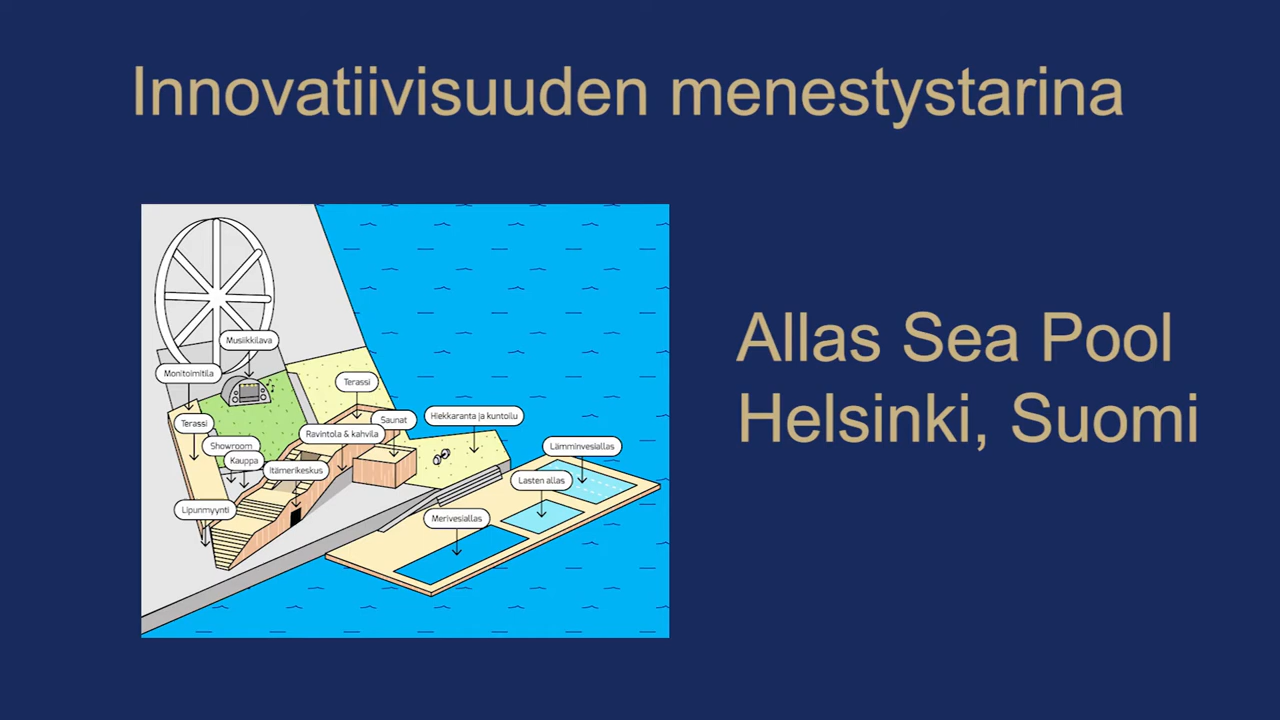 Innovatiivisuuden menestystarina
Musiikkilava
Monitoimitila
Terassi
Terassi
Saunat
Hiekkaranta ja kuntoilu
Ravintola & kahvila
Showroom
Kauppa
Itämerikeskus
Lämminvesiallas
Lasten allas
Lipunmyynti
Merivesiallas
Allas Sea Pool
Helsinki, Suomi